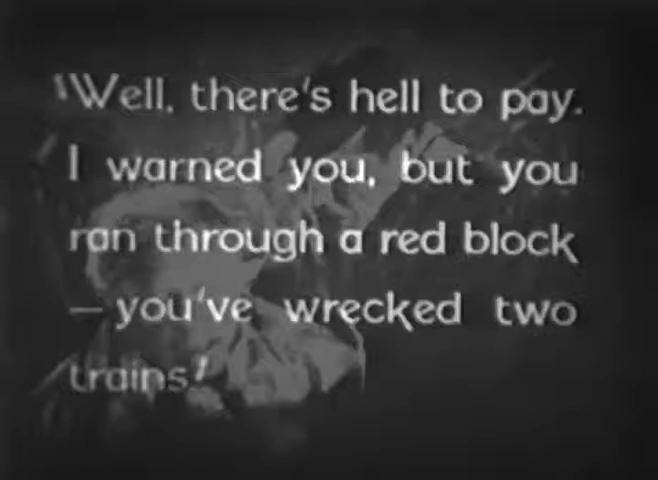 "Well, there's hell to pay.
I warned you, but you
ran through a red block
— you've wrecked two
trains!